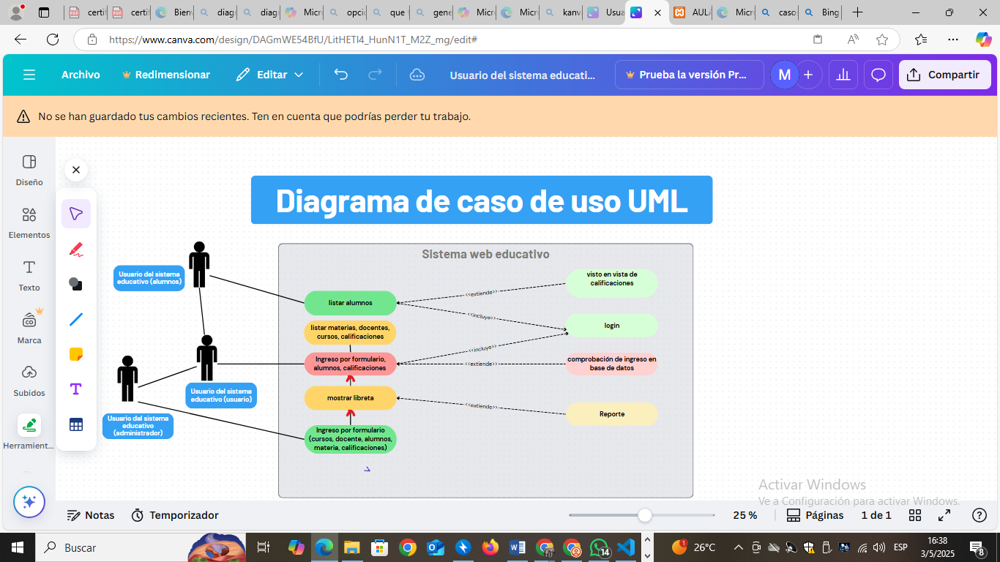 certif
certif
Bien
diag
diag
Micr
opci
que
gene
Micr
Micr
kanv
Usua
AULA
Micr
caso
Bing
https://www.canva.com/design/DAGmWE54BfU/LitHETl4_HunN1T_M2Z_mg/edit#
Archivo
Redimensionar
Editar
Usuario del sistema educati...
Prueba la versión Pr...
M
Compartir
No se han guardado tus cambios recientes. Ten en cuenta que podrías perder tu trabajo.
Diseño
Elementos
Texto
Marca
Subidos
Herramient...
Diagrama de caso de uso UML
Sistema web educativo
Usuario del sistema
educativo (alumnos)
listar alumnos
listar materias, docentes,
cursos, calificaciones
Ingreso por formulario,
alumnos, calificaciones
mostrar libreta
Ingreso por formulario
(cursos, docente, alumnos,
materia, calificaciones)
Usuario del sistema
educativo (usuario)
Usuario del sistema
educativo
(administrador)
<<extiende>>
<<incluye>>
<<incluye>>
<<extiende>>
<<extiende>>
visto en vista de
calificaciones
login
comprobación de ingreso en
base de datos
Reporte
Activar Windows
Ve a Configuración para activar Windows.
Notas
Temporizador
25 %
Páginas
1 de 1
Buscar
14
1
26°C
ESP
16:38
3/5/2025
8